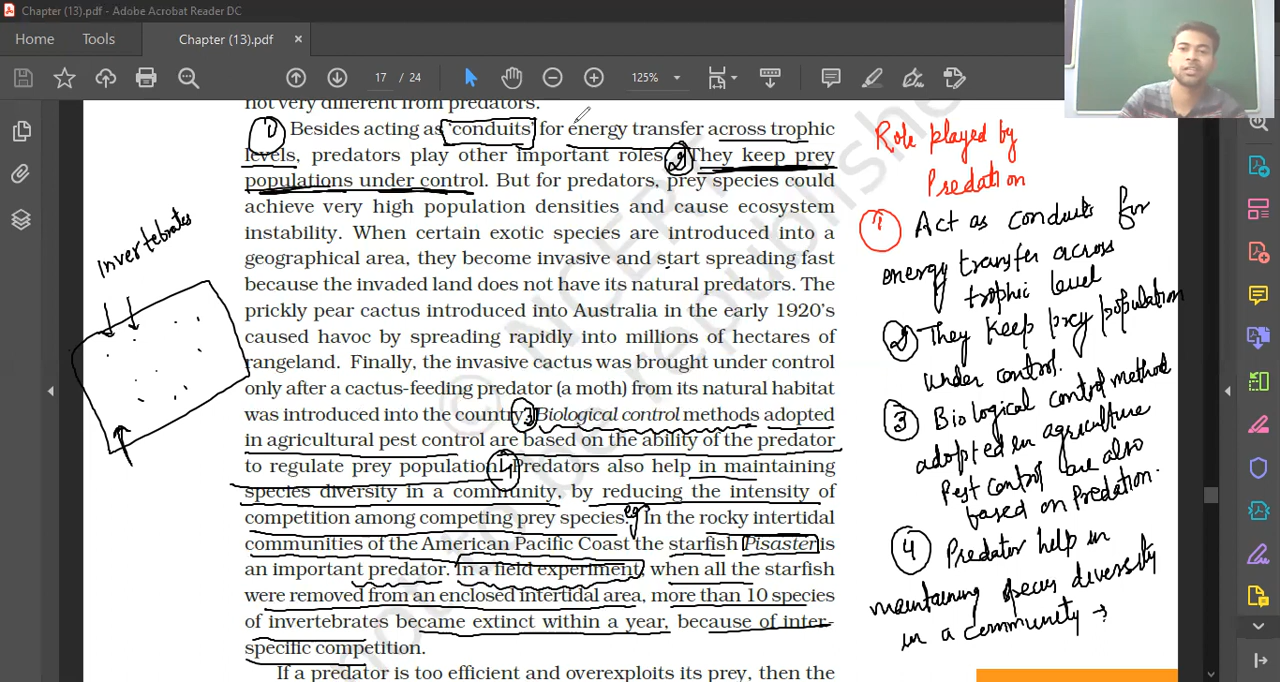 Chapter (13).pdf - Adobe Acrobat Reader DC
Home Tools Chapter (13).pdf ×
17 / 24 125%
not very different from predators.
1 Besides acting as 'conduits' for energy transfer across trophic
levels, predators play other important roles. 2 They keep prey
populations under control. But for predators, prey species could
achieve very high population densities and cause ecosystem
instability. When certain exotic species are introduced into a
geographical area, they become invasive and start spreading fast
because the invaded land does not have its natural predators. The
prickly pear cactus introduced into Australia in the early 1920's
caused havoc by spreading rapidly into millions of hectares of
rangeland. Finally, the invasive cactus was brought under control
only after a cactus-feeding predator (a moth) from its natural habitat
was introduced into the country. 3 Biological control methods adopted
in agricultural pest control are based on the ability of the predator
to regulate prey population. 4 Predators also help in maintaining
species diversity in a community, by reducing the intensity of
competition among competing prey species. eg In the rocky intertidal
communities of the American Pacific Coast the starfish Pisaster is
an important predator. In a field experiment, when all the starfish
were removed from an enclosed intertidal area, more than 10 species
of invertebrates became extinct within a year, because of inter-
specific competition.
If a predator is too efficient and overexploits its prey, then the
Invertebrates
Role played by
Predation
1 Act as conduits for
energy transfer across
trophic level
2 They keep prey population
under control.
3 Biological control method
adopted in agriculture
Pest control are also
based on Predation.
4 Predator help in
maintaining species diversity
in a community →
© NCERT
not to be republished